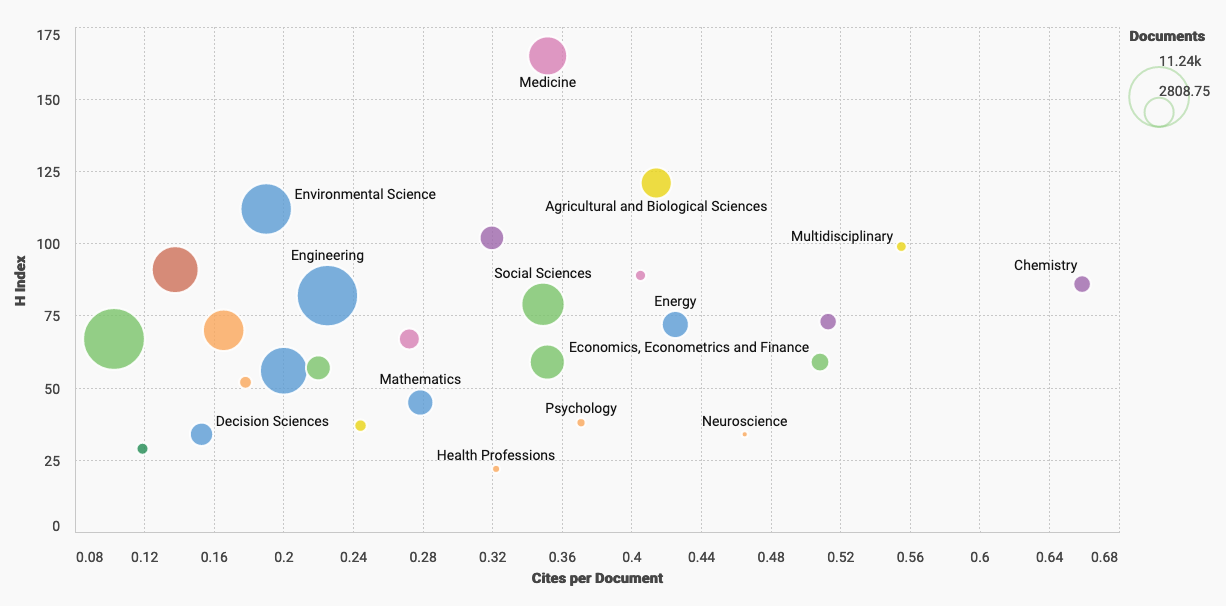 175
Documents
11.24k
2808.75
Medicine
150
125
Environmental Science
Agricultural and Biological Sciences
100
Multidisciplinary
Engineering
Chemistry
Social Sciences
H Index
Energy
75
Economics, Econometrics and Finance
Mathematics
50
Psychology
Decision Sciences
Neuroscience
Health Professions
25
0
0.08 0.12 0.16 0.2 0.24 0.28 0.32 0.36 0.4 0.44 0.48 0.52 0.56 0.6 0.64 0.68
Cites per Document